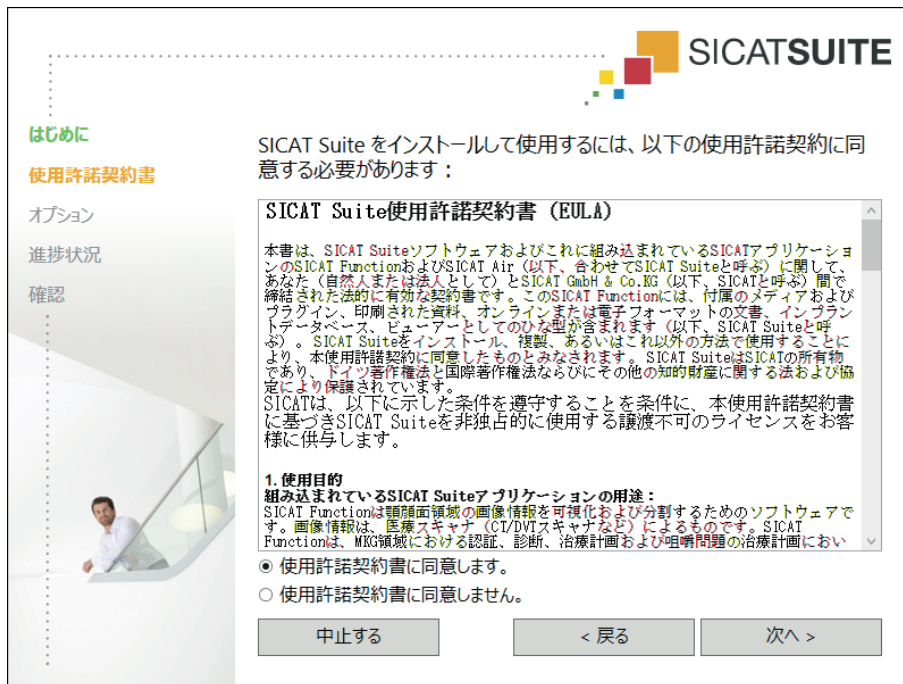 SICATSUITE
はじめに
使用許諾契約書
オプション
進捗状況
確認
SICAT Suite をインストールして使用するには、以下の使用許諾契約に同
意する必要があります：
SICAT Suite使用許諾契約書 (EULA)
本書は、SICAT Suiteソフトウェアおよびこれに組み込まれているSICATアプリケーショ
ンのSICAT FunctionおよびSICAT Air（以下、合わせてSICAT Suiteと呼ぶ）に関して、
あなた（自然人または法人として）とSICAT GmbH & Co.KG（以下、SICATと呼ぶ）間で
締結された法的に有効な契約書です。このSICAT Functionには、付属のメディアおよび
プラグイン、印刷された資料、オンラインまたは電子フォーマットの文書、インプラン
トデータベース、ビューアーとしてのひな型が含まれます（以下、SICAT Suiteと呼
ぶ）。SICAT Suiteをインストール、複製、あるいはこれ以外の方法で使用することに
より、本使用許諾契約に同意したものとみなされます。SICAT SuiteはSICATの所有物
であり、ドイツ著作権法と国際著作権法ならびにその他の知的財産に関する法および協
定により保護されています。
SICATは、以下に示した条件を遵守することを条件に、本使用許諾契約書
に基づきSICAT Suiteを非独占的に使用する譲渡不可のライセンスをお客
様に供与します。
1. 使用目的
組み込まれているSICAT Suiteアプリケーションの用途：
SICAT Functionは顎顔面領域の画像情報を可視化および分割するためのソフトウェアで
す。画像情報は、医療スキャナ（CT/DVTスキャナなど）によるものです。SICAT
Functionは、MKG領域における認証、診断、治療計画および咀嚼問題の治療計画におい
使用許諾契約書に同意します。
使用許諾契約書に同意しません。
中止する
< 戻る
次へ >